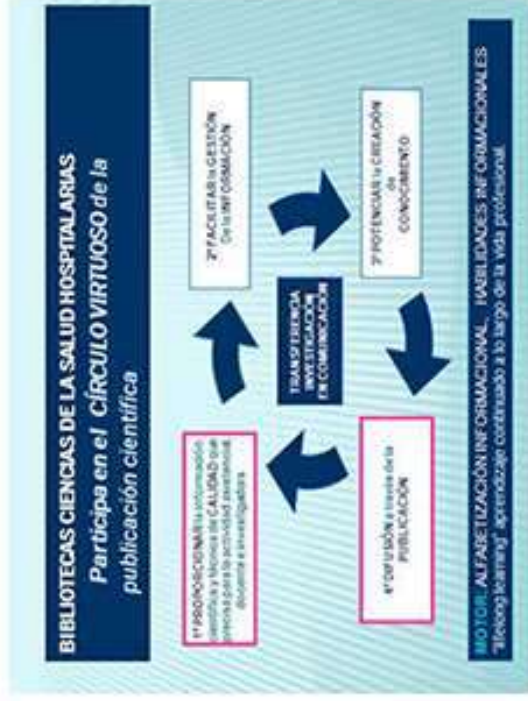 BIBLIOTECAS CIENCIAS DE LA SALUD HOSPITALARIAS
Participa en el CÍRCULO VIRTUOSO de la
publicación científica
1º PROPORCIONAR la información
científica y técnica de CALIDAD que
precisa para la actividad asistencial,
docente e investigadora
2º FACILITAR la GESTIÓN
De la INFORMACIÓN
TRANSFERENCIA
INVESTIGACIÓN
EN COMUNICACIÓN
4º DIFUSIÓN a través de la
PUBLICACIÓN
3º POTENCIAR la CREACIÓN
de
CONOCIMIENTO
MOTOR: ALFABETIZACIÓN INFORMACIONAL, HABILIDADES INFORMACIONALES
"lifelong learning" aprendizaje continuado a lo largo de la vida profesional.